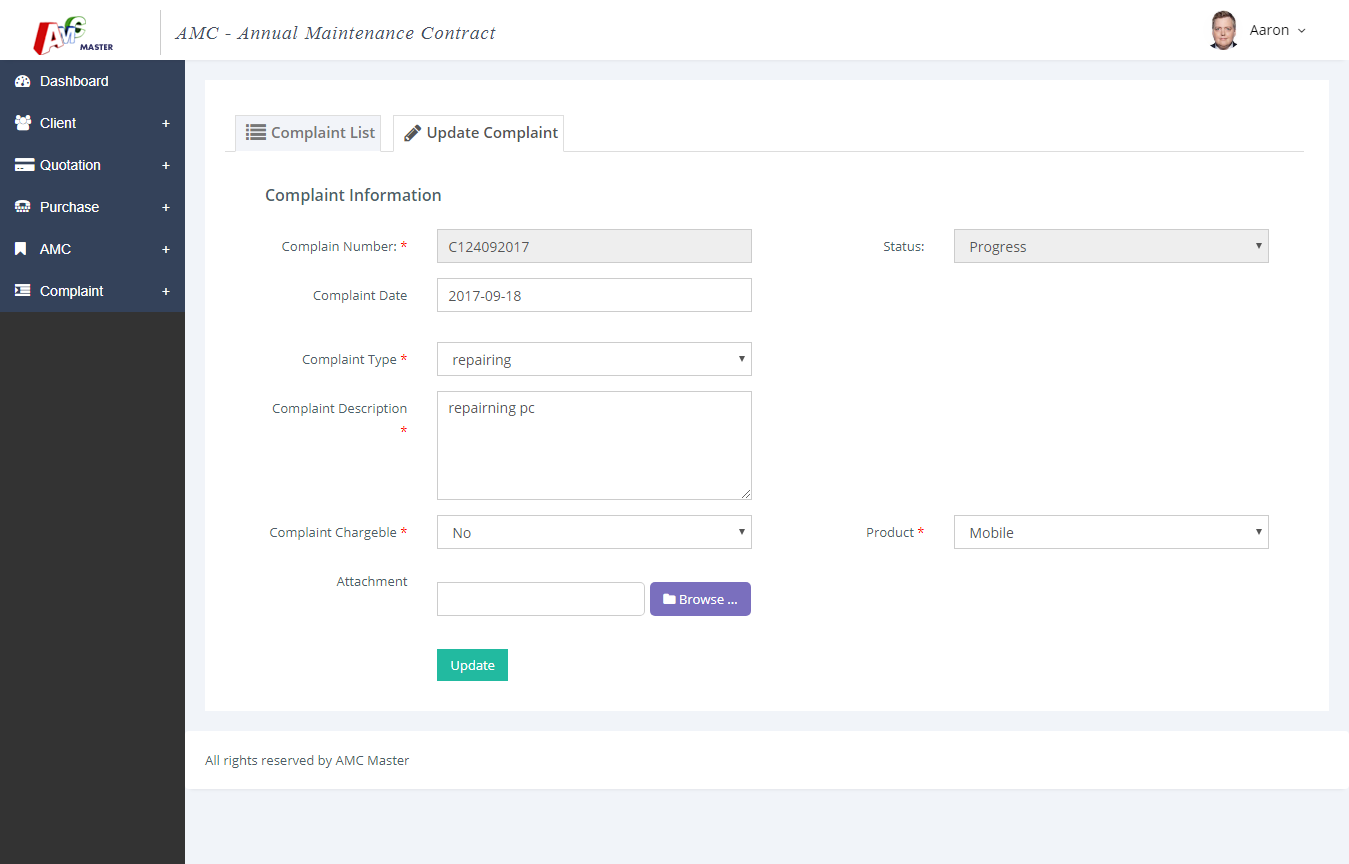 AMC MASTER
AMC - Annual Maintenance Contract
Aaron
Dashboard
Client +
Quotation +
Purchase +
AMC +
Complaint +
Complaint List
Update Complaint
Complaint Information
Complain Number: * C124092017
Status: Progress
Complaint Date 2017-09-18
Complaint Type * repairing
Complaint Description
*
repairning pc
Complaint Chargeble * No
Product * Mobile
Attachment
Browse ...
Update
All rights reserved by AMC Master